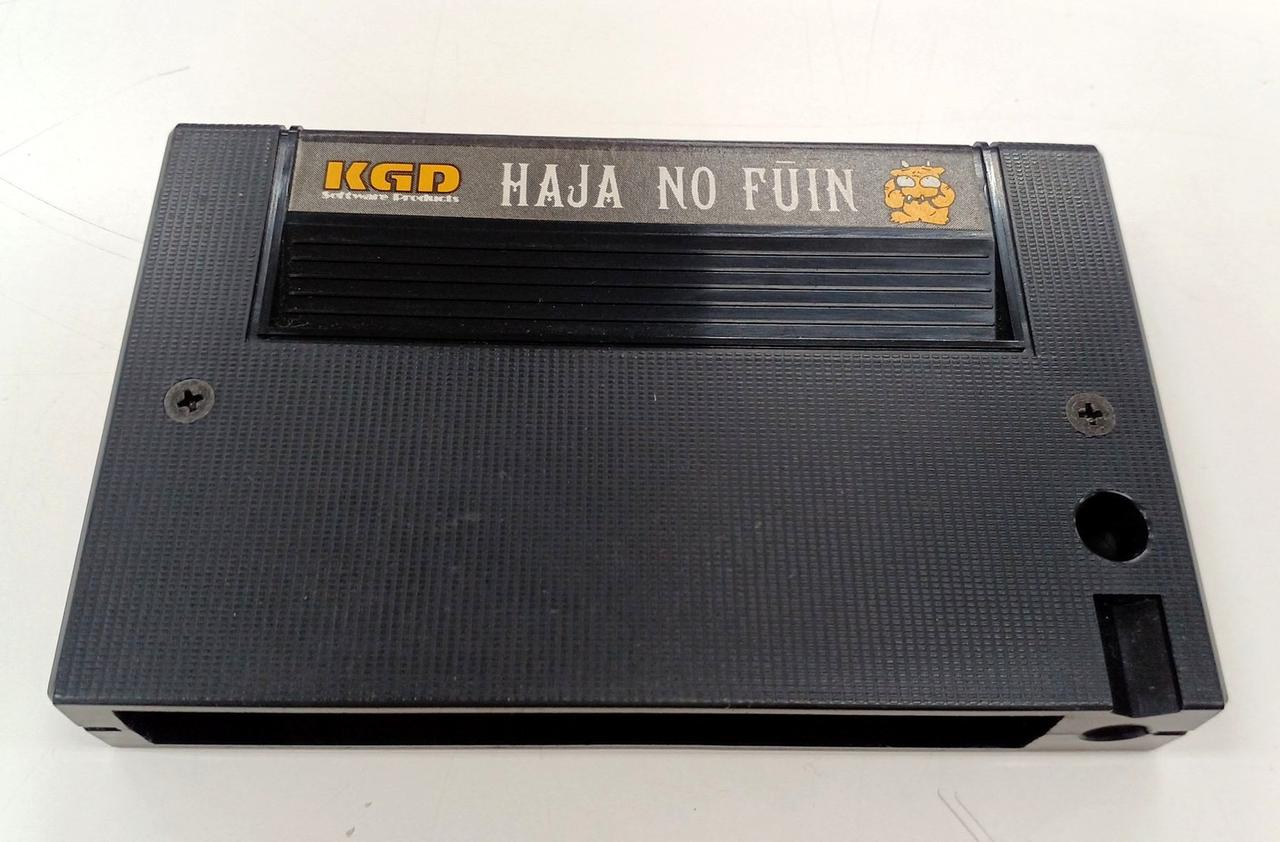 KGD
Software Products
HAJA NO FŪIN